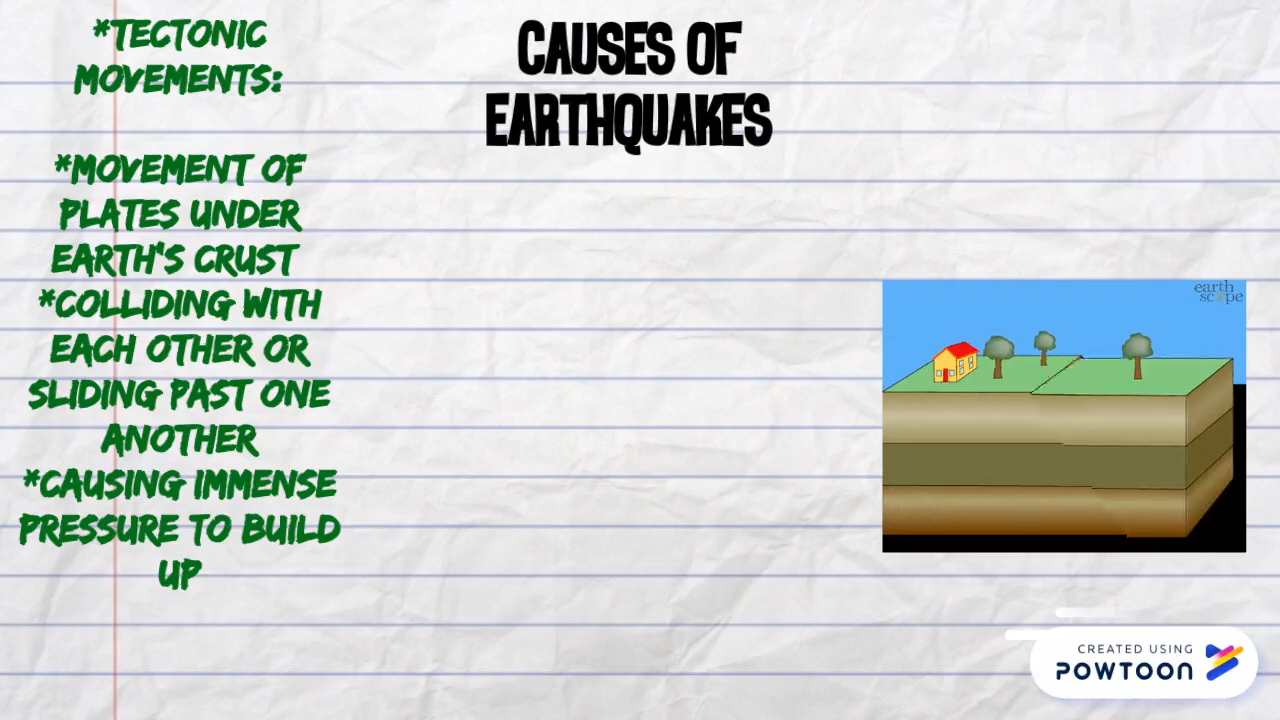 CAUSES OF
EARTHQUAKES
*TECTONIC
MOVEMENTS:
*MOVEMENT OF
PLATES UNDER
EARTH'S CRUST
*COLLIDING WITH
EACH OTHER OR
SLIDING PAST ONE
ANOTHER
*CAUSING IMMENSE
PRESSURE TO BUILD
UP
earth
scope
CREATED USING
POWTOON